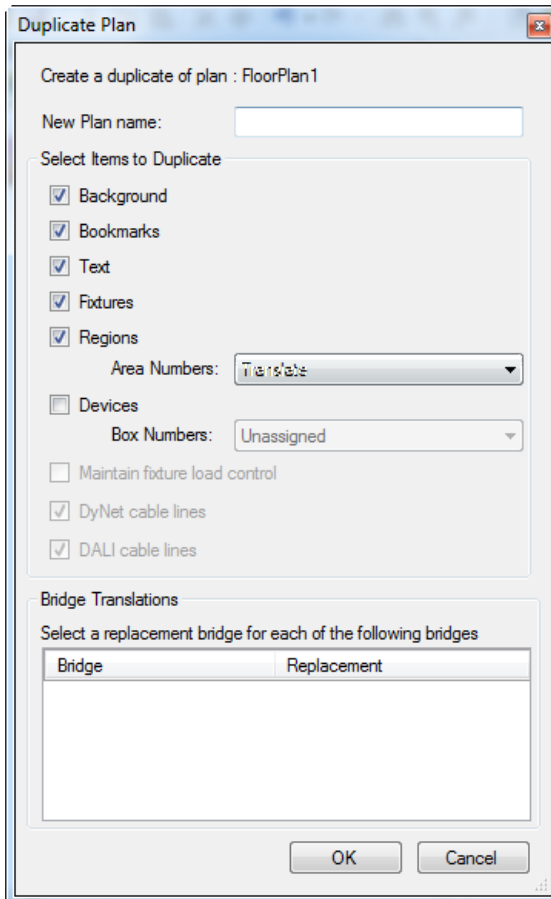 Duplicate Plan
Create a duplicate of plan : FloorPlan1
New Plan name:
Select Items to Duplicate
Background
Bookmarks
Text
Fixtures
Regions
Area Numbers: Translate
Devices
Box Numbers: Unassigned
Maintain fixture load control
DyNet cable lines
DALI cable lines
Bridge Translations
Select a replacement bridge for each of the following bridges
Bridge Replacement
OK Cancel